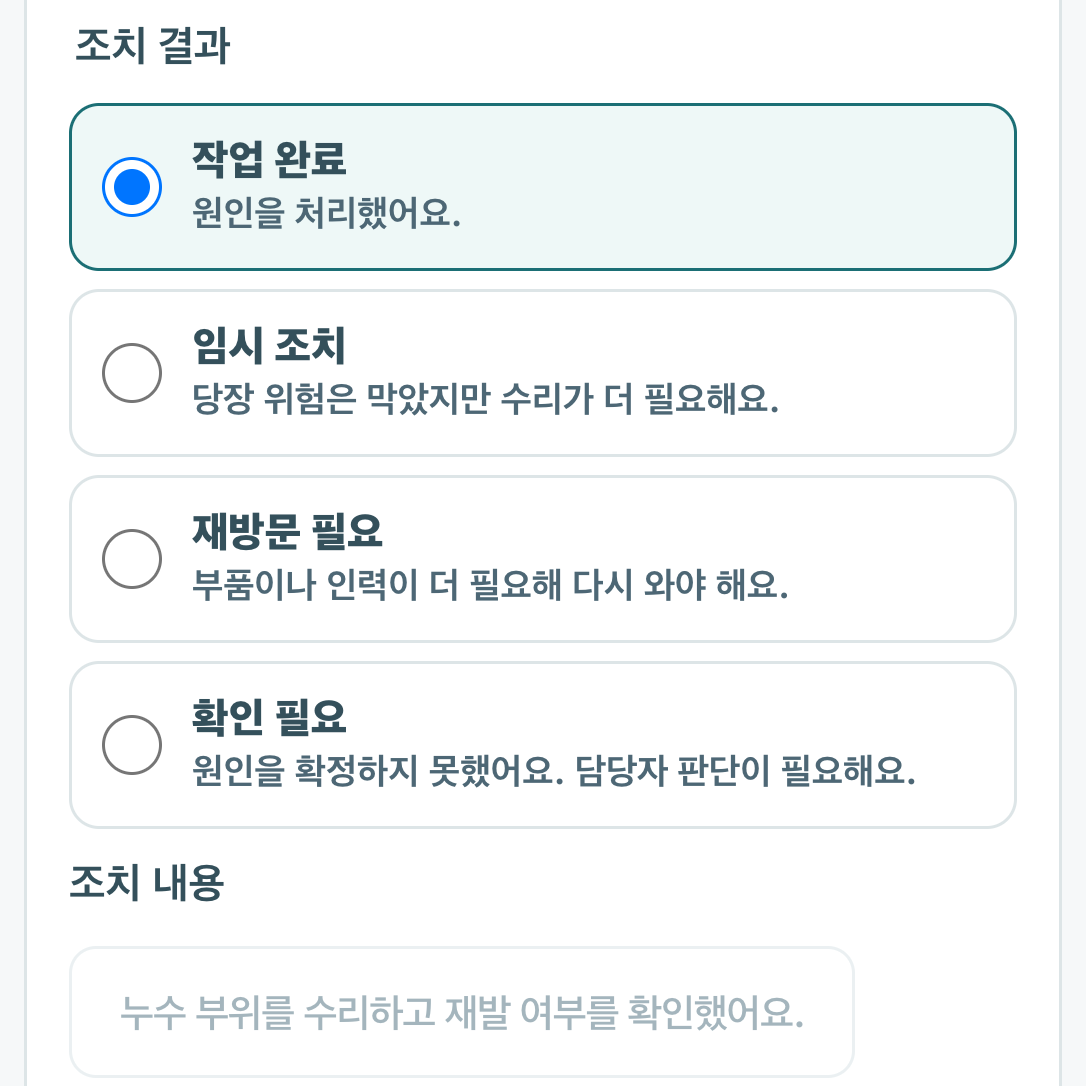 조치 결과
작업 완료
원인을 처리했어요.
임시 조치
당장 위험은 막았지만 수리가 더 필요해요.
재방문 필요
부품이나 인력이 더 필요해 다시 와야 해요.
확인 필요
원인을 확정하지 못했어요. 담당자 판단이 필요해요.
조치 내용
누수 부위를 수리하고 재발 여부를 확인했어요.